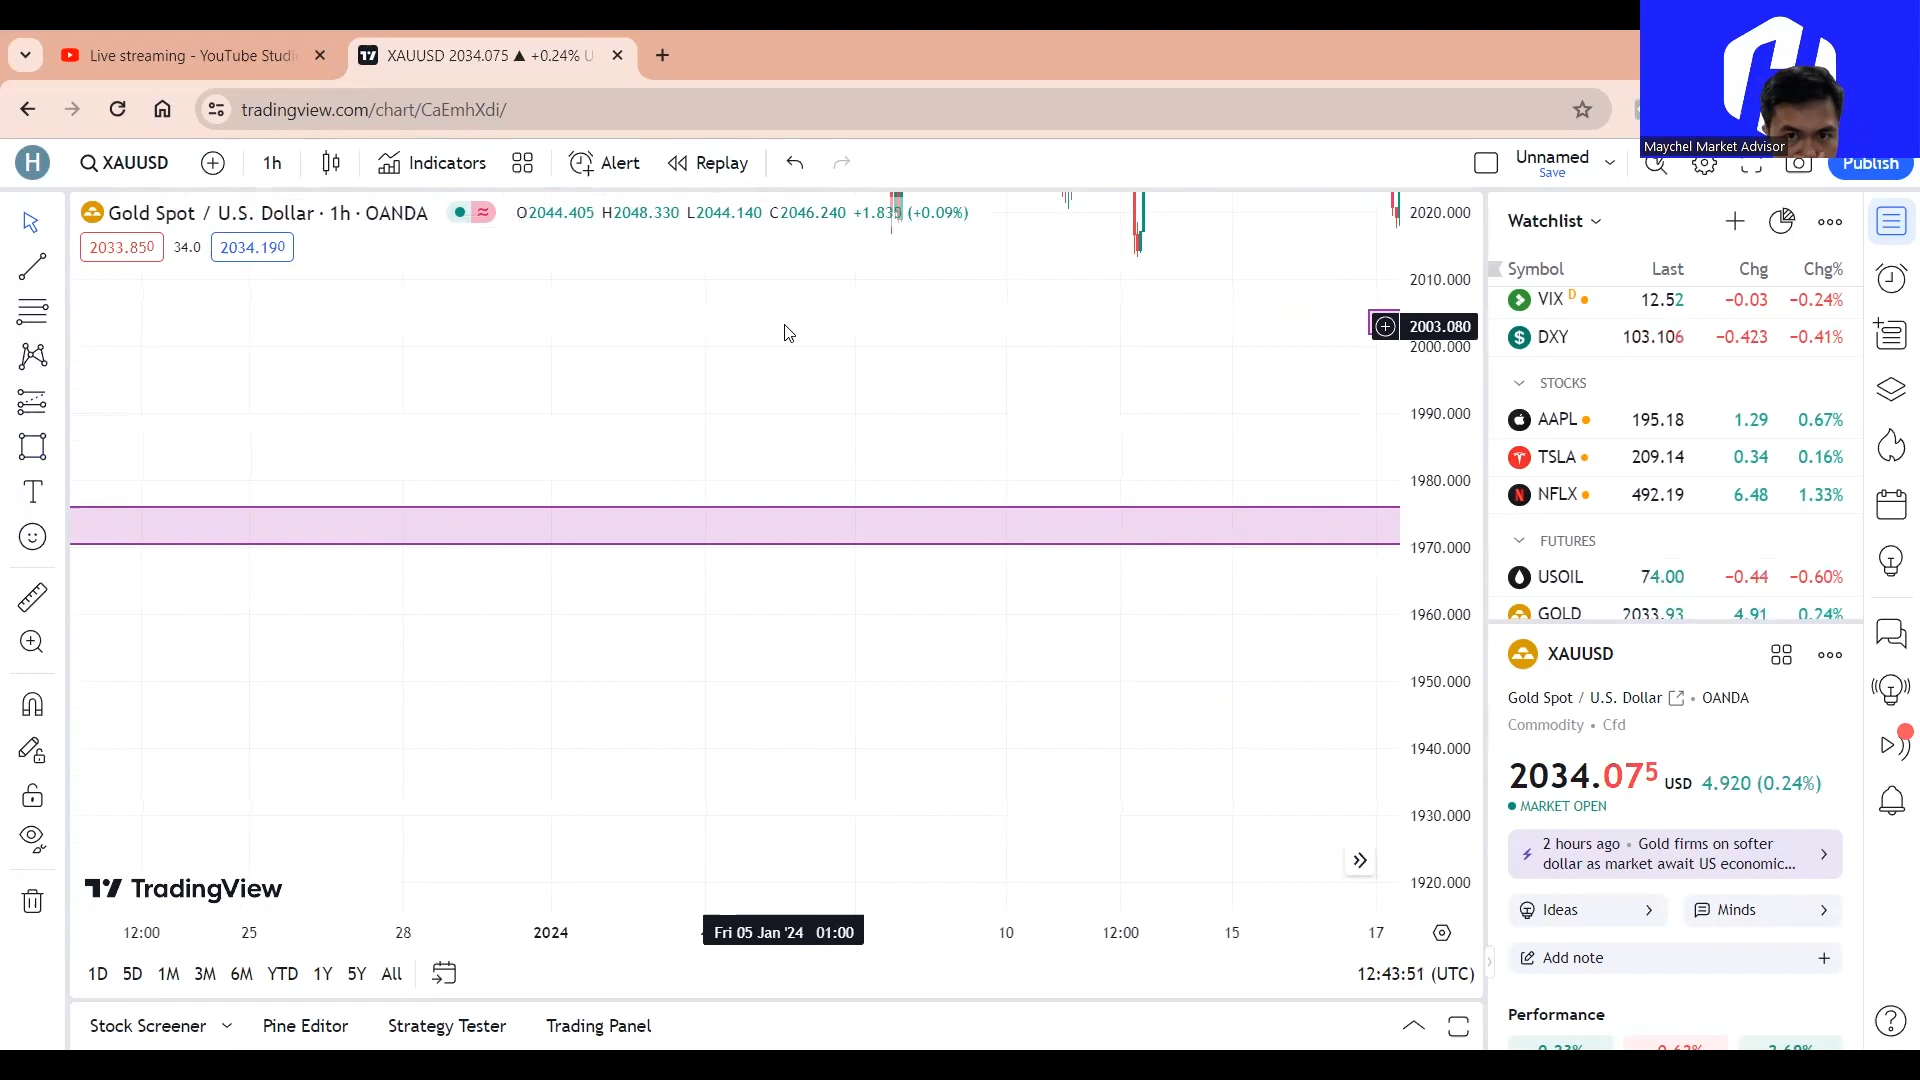 Live streaming - YouTube Studi
XAUUSD 2034.075 ▲ +0.24% U
tradingview.com/chart/CaEmhXdi/
Maychel Market Advisor
H
XAUUSD
1h
Indicators
Alert
Replay
Unnamed
Save
Publish
Gold Spot / U.S. Dollar · 1h · OANDA
O2044.405 H2048.330 L2044.140 C2046.240 +1.835 (+0.09%)
2033.850
34.0
2034.190
2020.000
2010.000
2003.080
2000.000
1990.000
1980.000
1970.000
1960.000
1950.000
1940.000
1930.000
1920.000
TradingView
12:00
25
28
2024
Fri 05 Jan '24 01:00
10
12:00
15
17
1D 5D 1M 3M 6M YTD 1Y 5Y All
12:43:51 (UTC)
Stock Screener
Pine Editor
Strategy Tester
Trading Panel
Watchlist
Symbol Last Chg Chg%
VIX D 12.52 −0.03 −0.24%
DXY 103.106 −0.423 −0.41%
STOCKS
AAPL 195.18 1.29 0.67%
TSLA 209.14 0.34 0.16%
NFLX 492.19 6.48 1.33%
FUTURES
USOIL 74.00 −0.44 −0.60%
GOLD 2033.93 4.91 0.24%
XAUUSD
Gold Spot / U.S. Dollar • OANDA
Commodity • Cfd
2034.075 USD 4.920 (0.24%)
MARKET OPEN
2 hours ago • Gold firms on softer
dollar as market await US economic...
Ideas
Minds
Add note
Performance